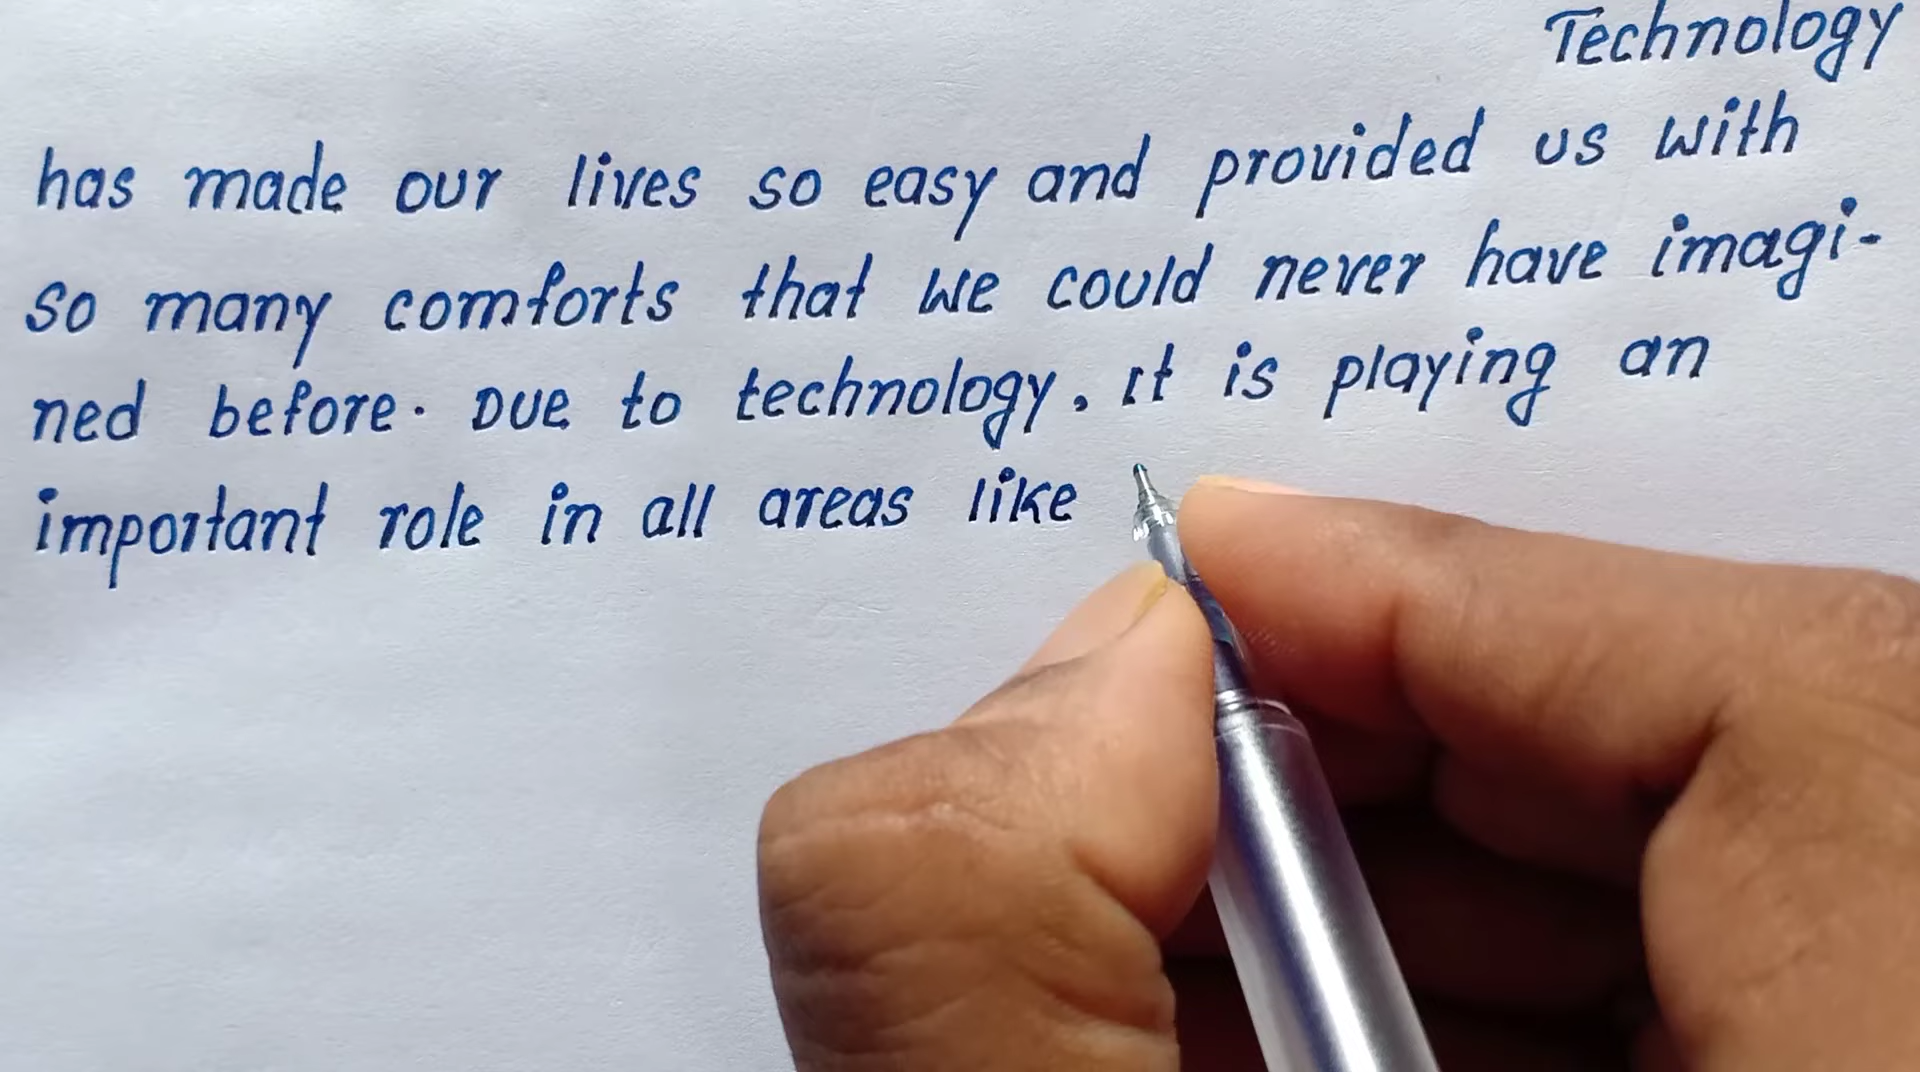 Technology
has made our lives so easy and provided us with
so many comforts that we could never have imagi-
ned before. Due to technology, it is playing an
important role in all areas like